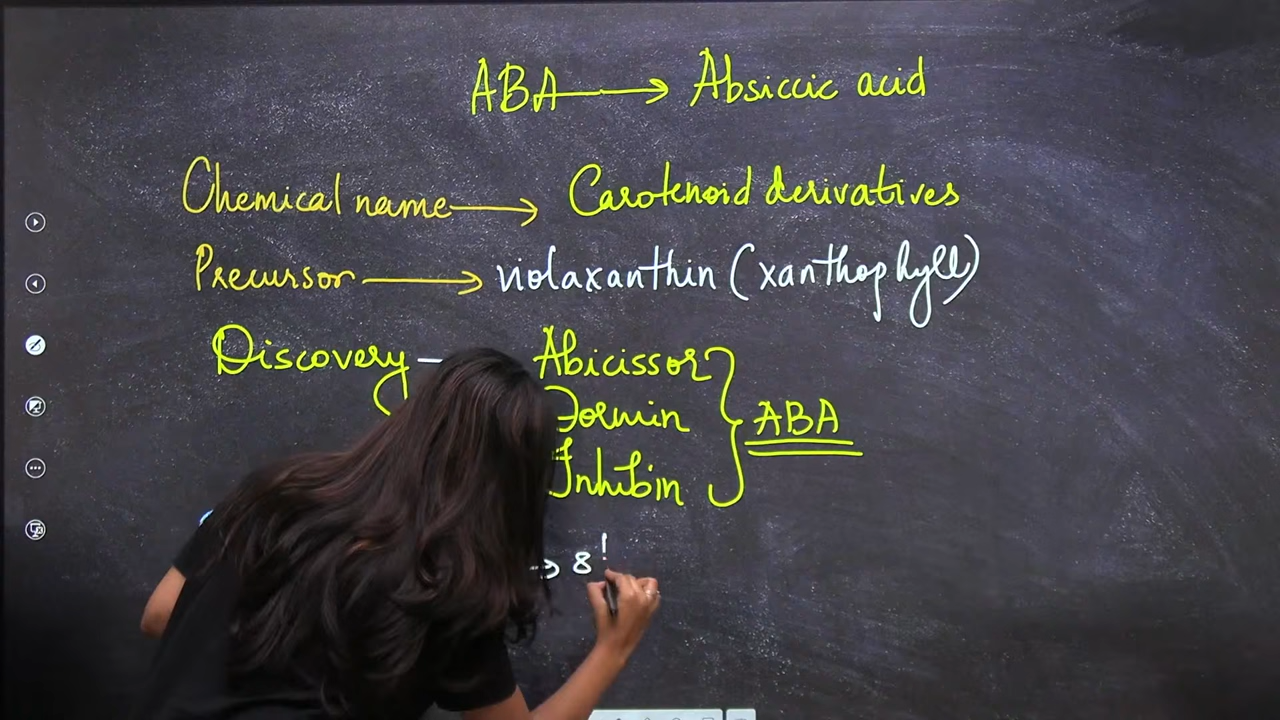 ABA → Absiccic acid
Chemical name → Carotenoid derivatives
Precursor → violaxanthin (xanthophyll)
Discovery – Abicissor
Dormin
Inhibin
ABA
→ 8